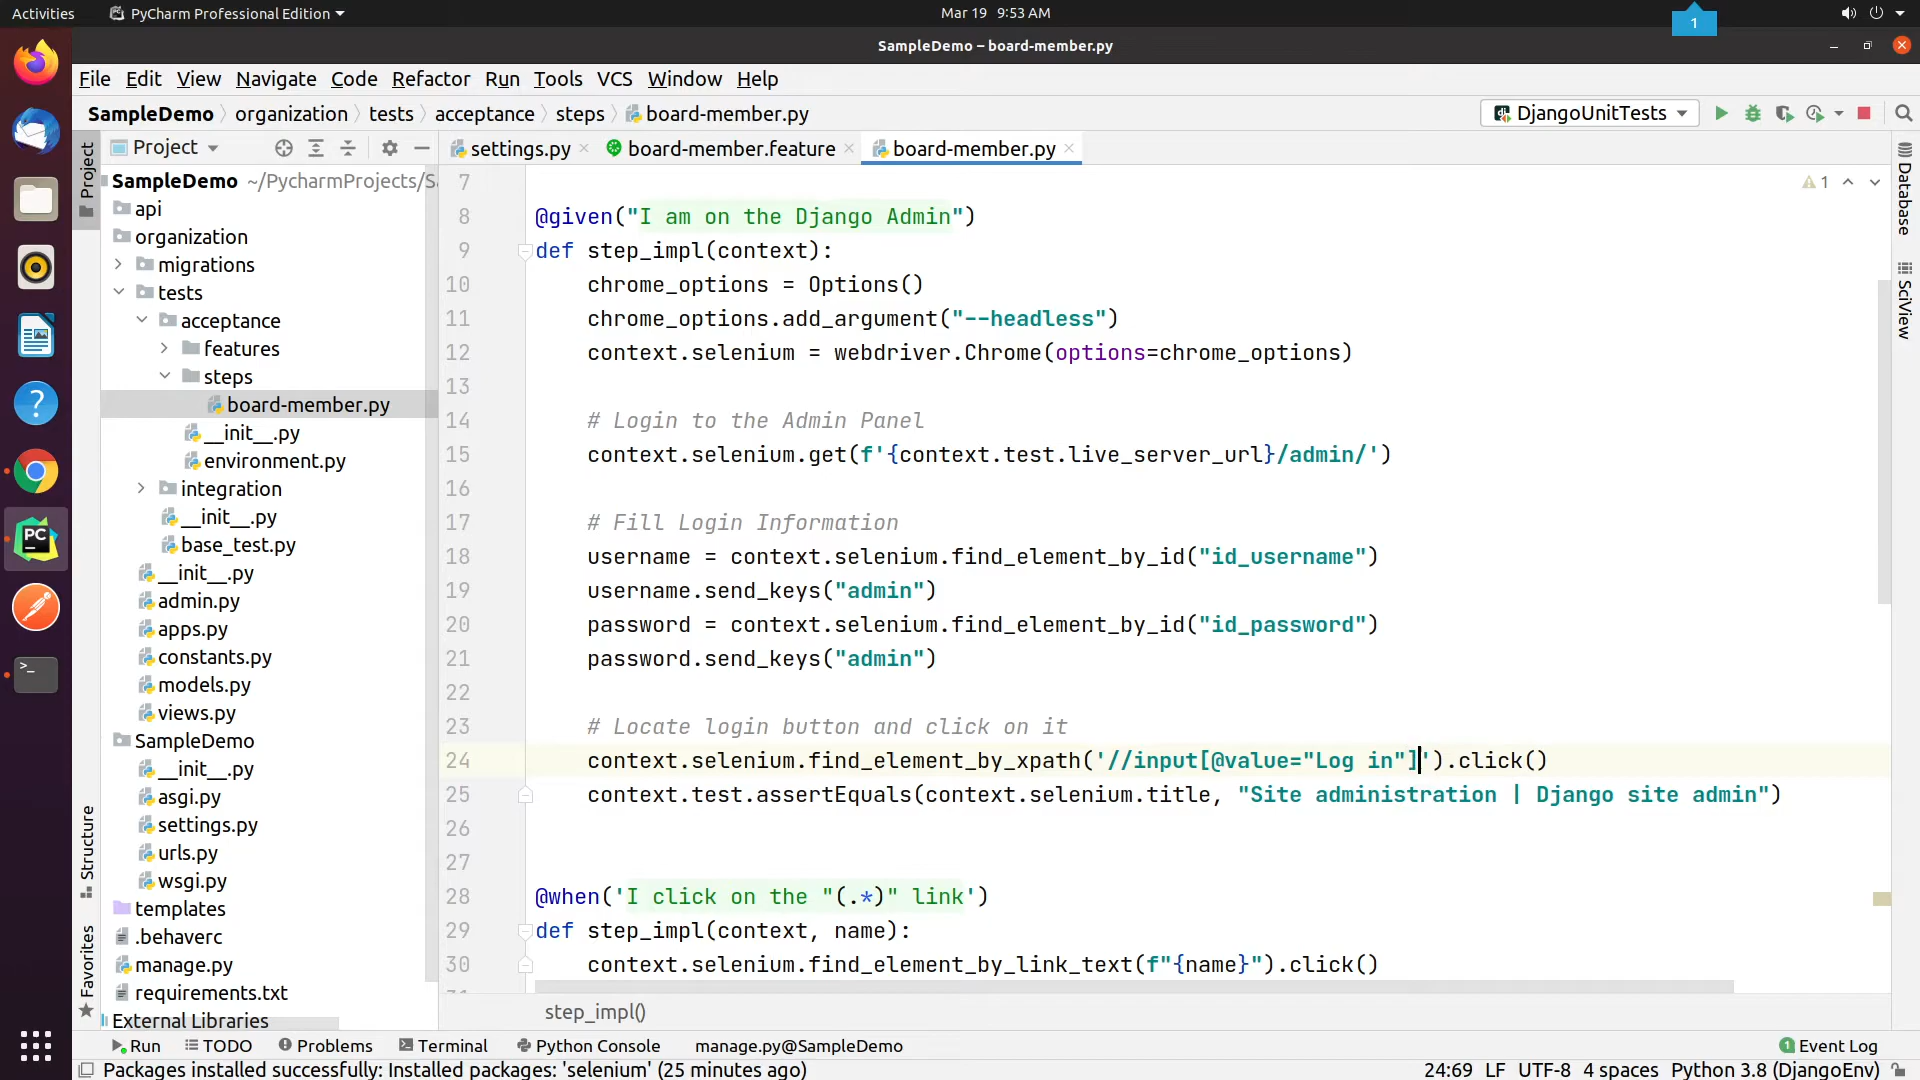 Activities
PyCharm Professional Edition
Mar 19 9:53 AM
1
SampleDemo – board-member.py
File Edit View Navigate Code Refactor Run Tools VCS Window Help
SampleDemo organization tests acceptance steps board-member.py
DjangoUnitTests
Project
settings.py
board-member.feature
board-member.py
Project
Structure
Favorites
SampleDemo ~/PycharmProjects/Sa
api
organization
migrations
tests
acceptance
features
steps
board-member.py
__init__.py
environment.py
integration
__init__.py
base_test.py
__init__.py
admin.py
apps.py
constants.py
models.py
views.py
SampleDemo
__init__.py
asgi.py
settings.py
urls.py
wsgi.py
templates
.behaverc
manage.py
requirements.txt
External Libraries
1
7
8 @given("I am on the Django Admin")
9 def step_impl(context):
10 chrome_options = Options()
11 chrome_options.add_argument("--headless")
12 context.selenium = webdriver.Chrome(options=chrome_options)
13
14 # Login to the Admin Panel
15 context.selenium.get(f'{context.test.live_server_url}/admin/')
16
17 # Fill Login Information
18 username = context.selenium.find_element_by_id("id_username")
19 username.send_keys("admin")
20 password = context.selenium.find_element_by_id("id_password")
21 password.send_keys("admin")
22
23 # Locate login button and click on it
24 context.selenium.find_element_by_xpath('//input[@value="Log in"]').click()
25 context.test.assertEquals(context.selenium.title, "Site administration | Django site admin")
26
27
28 @when('I click on the "(.*)" link')
29 def step_impl(context, name):
30 context.selenium.find_element_by_link_text(f"{name}").click()
step_impl()
Database
SciView
Run TODO Problems Terminal Python Console manage.py@SampleDemo
1 Event Log
Packages installed successfully: Installed packages: 'selenium' (25 minutes ago)
24:69 LF UTF-8 4 spaces Python 3.8 (DjangoEnv)